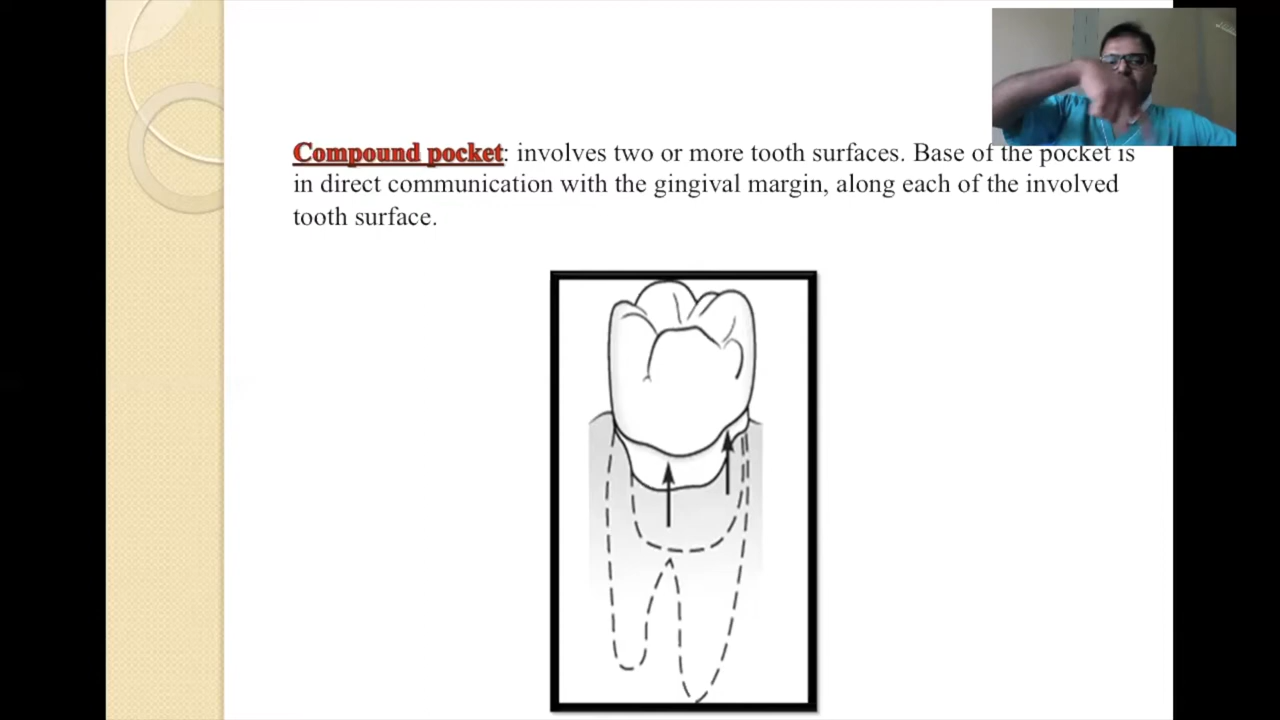 Compound pocket: involves two or more tooth surfaces. Base of the pocket is
in direct communication with the gingival margin, along each of the involved
tooth surface.